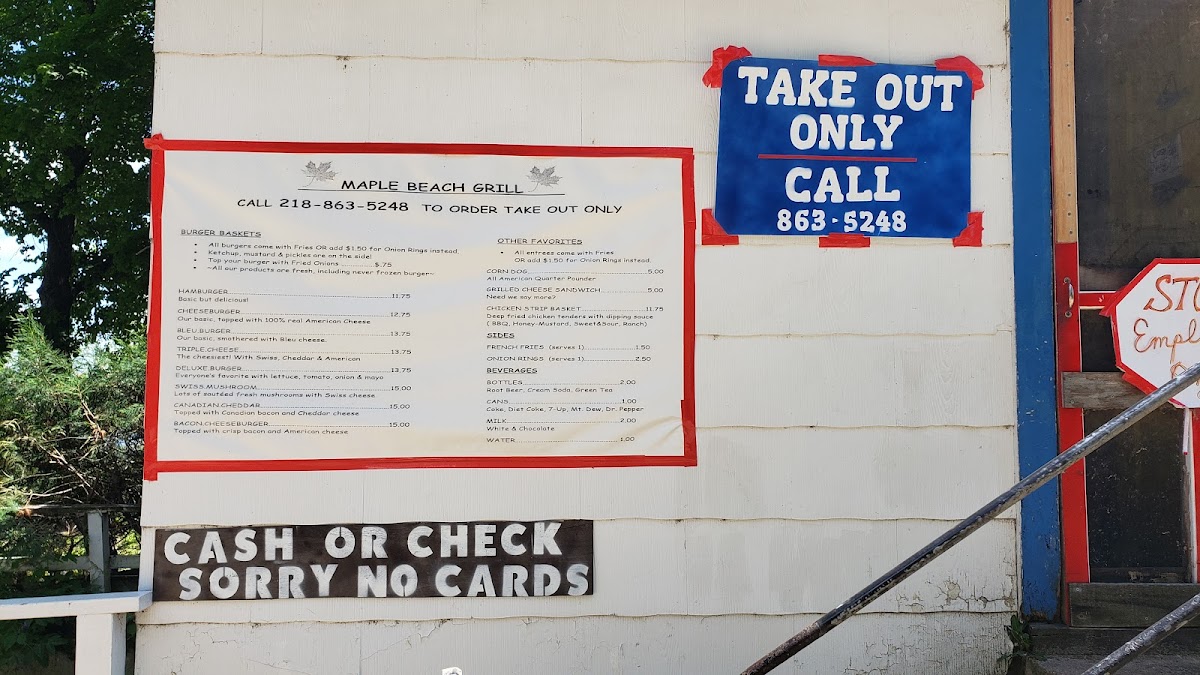 MAPLE BEACH GRILL
CALL 218-863-5248 TO ORDER TAKE OUT ONLY
BURGER BASKETS
• All burgers come with Fries OR add $1.50 for Onion Rings instead.
• Ketchup, mustard & pickles are on the side!
• Top your burger with Fried Onions ............$.75
• ~All our products are fresh, including never frozen burger~
HAMBURGER..........11.75
Basic but delicious!
CHEESEBURGER..........12.75
Our basic, topped with 100% real American Cheese
BLEU.BURGER..........13.75
Our basic, smothered with Bleu cheese.
TRIPLE.CHEESE..........13.75
The cheesiest! With Swiss, Cheddar & American
DELUXE.BURGER..........13.75
Everyone's favorite with lettuce, tomato, onion & mayo
SWISS.MUSHROOM..........15.00
Lots of sautéed fresh mushrooms with Swiss cheese
CANADIAN.CHEDDAR..........15.00
Topped with Canadian bacon and Cheddar cheese
BACON.CHEESEBURGER..........15.00
Topped with crisp bacon and American cheese
OTHER FAVORITES
• All entrees come with Fries
OR add $1.50 for Onion Rings instead.
CORN DOG..........5.00
All American Quarter Pounder
GRILLED CHEESE SANDWICH..........5.00
Need we say more?
CHICKEN STRIP BASKET..........11.75
Deep fried chicken tenders with dipping sauce
( BBQ, Honey-Mustard, Sweet&Sour, Ranch)
SIDES
FRENCH FRIES (serves 1)..........1.50
ONION RINGS (serves 1)..........2.50
BEVERAGES
BOTTLES..........2.00
Root Beer, Cream Soda, Green Tea
CANS..........1.00
Coke, Diet Coke, 7-Up, Mt. Dew, Dr. Pepper
MILK..........2.00
White & Chocolate
WATER..........1.00
TAKE OUT
ONLY
CALL
863-5248
CASH OR CHECK
SORRY NO CARDS